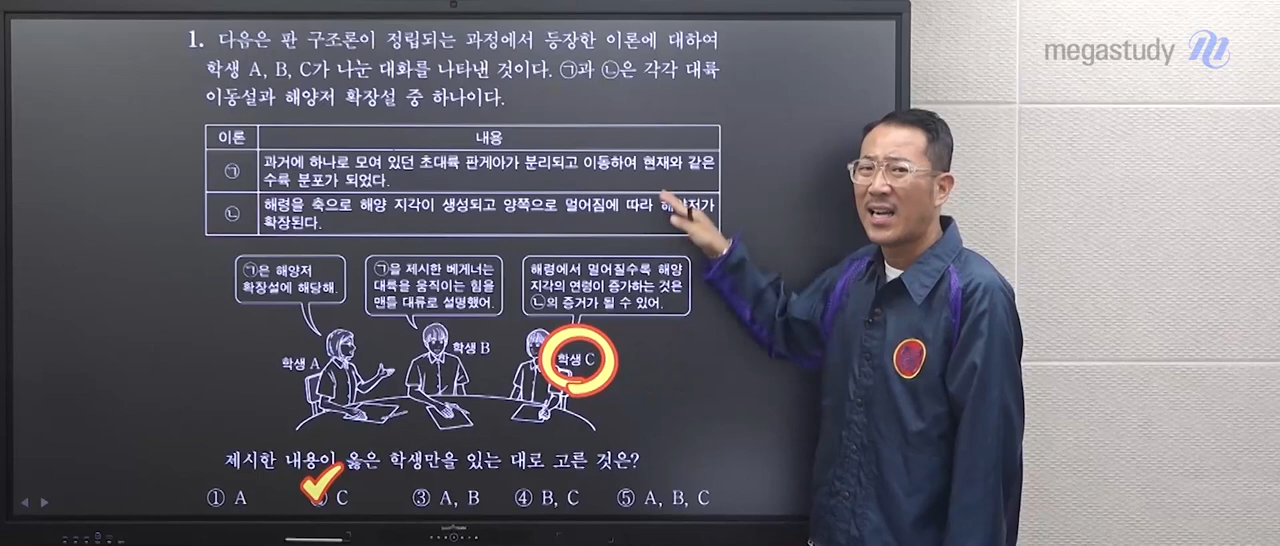 megastudy
1. 다음은 판 구조론이 정립되는 과정에서 등장한 이론에 대하여
학생 A, B, C가 나눈 대화를 나타낸 것이다. ㉠과 ㉡은 각각 대륙
이동설과 해양저 확장설 중 하나이다.
이론 내용
㉠ 과거에 하나로 모여 있던 초대륙 판게아가 분리되고 이동하여 현재와 같은
수륙 분포가 되었다.
㉡ 해령을 축으로 해양 지각이 생성되고 양쪽으로 멀어짐에 따라
확장된다.
㉠은 해양저
확장설에 해당해.
㉠을 제시한 베게너는
대륙을 움직이는 힘을
맨틀 대류로 설명했어.
해령에서 멀어질수록 해양
지각의 연령이 증가하는 것은
㉡의 증거가 될 수 있어.
학생 A
학생 B
학생 C
제시한 내용이 옳은 학생만을 있는 대로 고른 것은?
① A C ③ A, B ④ B, C ⑤ A, B, C